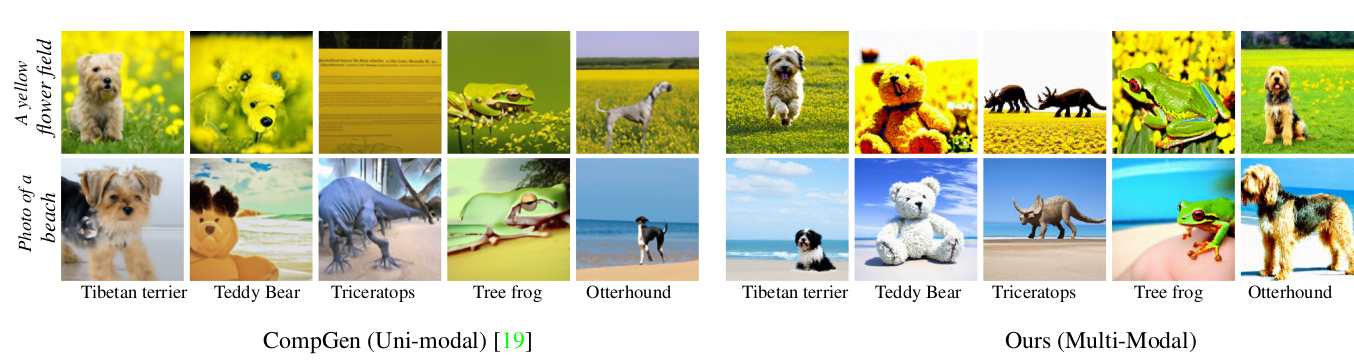 A yellow
flower field
Photo of a
beach
Tibetan terrier Teddy Bear Triceratops Tree frog Otterhound
Tibetan terrier Teddy Bear Triceratops Tree frog Otterhound
CompGen (Uni-modal) [19]
Ours (Multi-Modal)